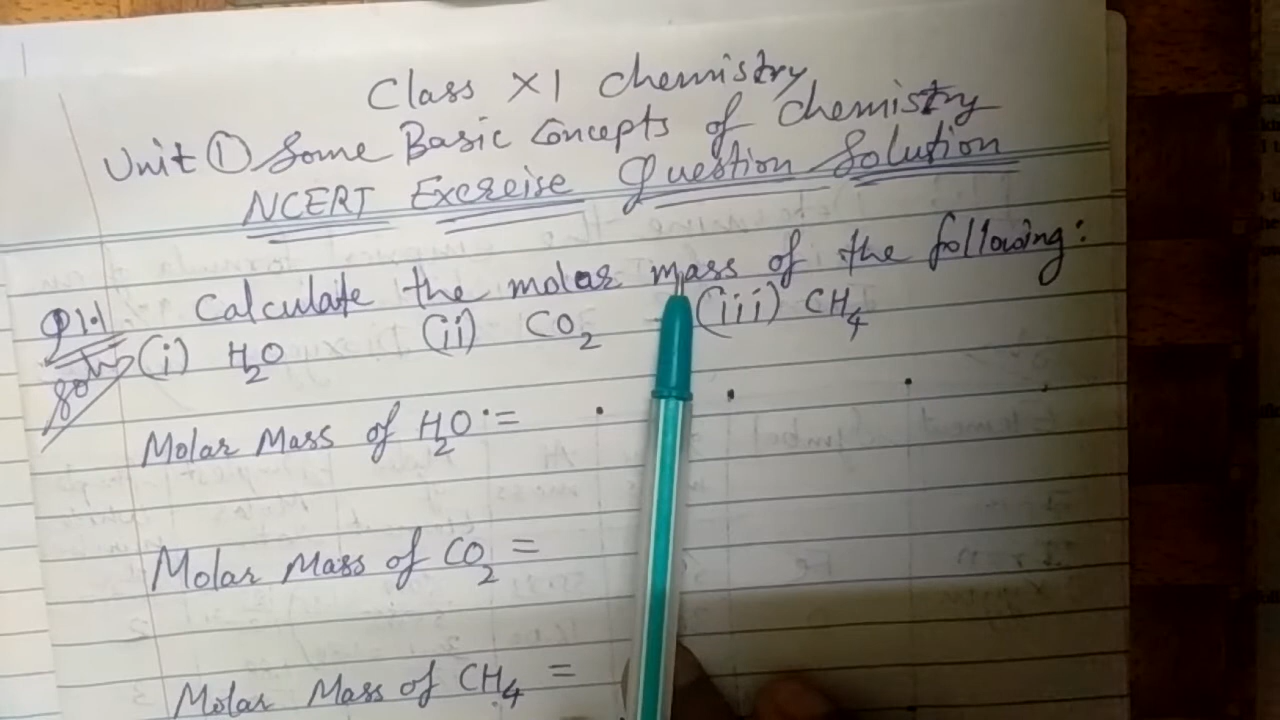 Class XI Chemistry
Unit ① Some Basic Concepts of Chemistry
NCERT Excreise Question Solution
Q1.1 Calculate the molar mass of the following:
Soln (i) H2O (ii) CO2 (iii) CH4
Molar Mass of H2O =
Molar Mass of CO2 =
Molar Mass of CH4 =